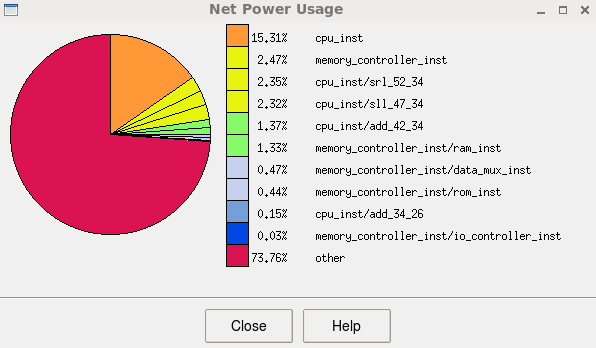 Net Power Usage
15.31% cpu_inst
2.47% memory_controller_inst
2.35% cpu_inst/srl_52_34
2.32% cpu_inst/sll_47_34
1.37% cpu_inst/add_42_34
1.33% memory_controller_inst/ram_inst
0.47% memory_controller_inst/data_mux_inst
0.44% memory_controller_inst/rom_inst
0.15% cpu_inst/add_34_26
0.03% memory_controller_inst/io_controller_inst
73.76% other
Close Help